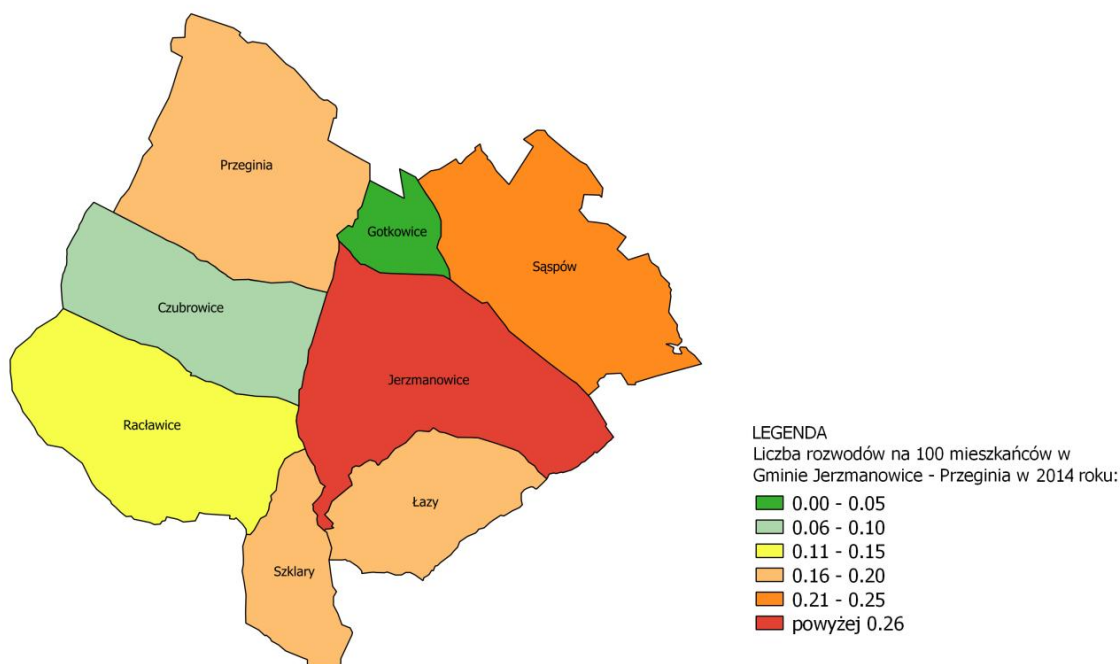 Przeginia
Gotkowice
Sąspów
Czubrowice
Jerzmanowice
Racławice
Łazy
Szklary
LEGENDA
Liczba rozwodów na 100 mieszkańców w
Gminie Jerzmanowice - Przeginia w 2014 roku:
0.00 - 0.05
0.06 - 0.10
0.11 - 0.15
0.16 - 0.20
0.21 - 0.25
powyżej 0.26